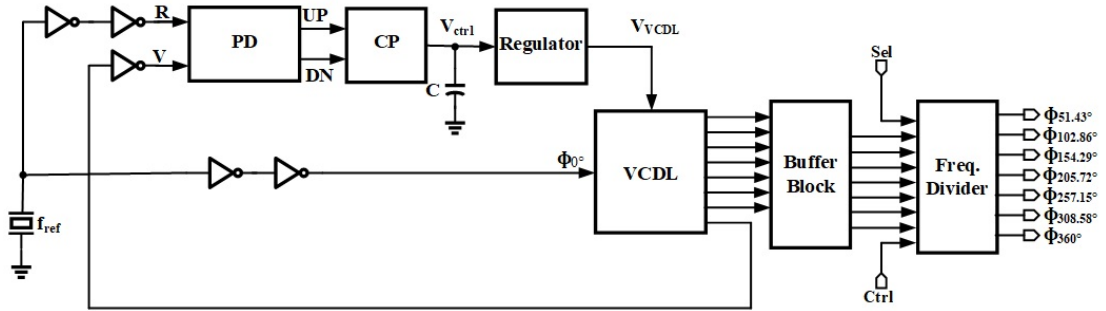 R
V
PD
UP
DN
CP
Vctrl
C
Regulator
VVCDL
fref
Φ0°
VCDL
Buffer
Block
Sel
Ctrl
Freq.
Divider
Φ51.43°
Φ102.86°
Φ154.29°
Φ205.72°
Φ257.15°
Φ308.58°
Φ360°